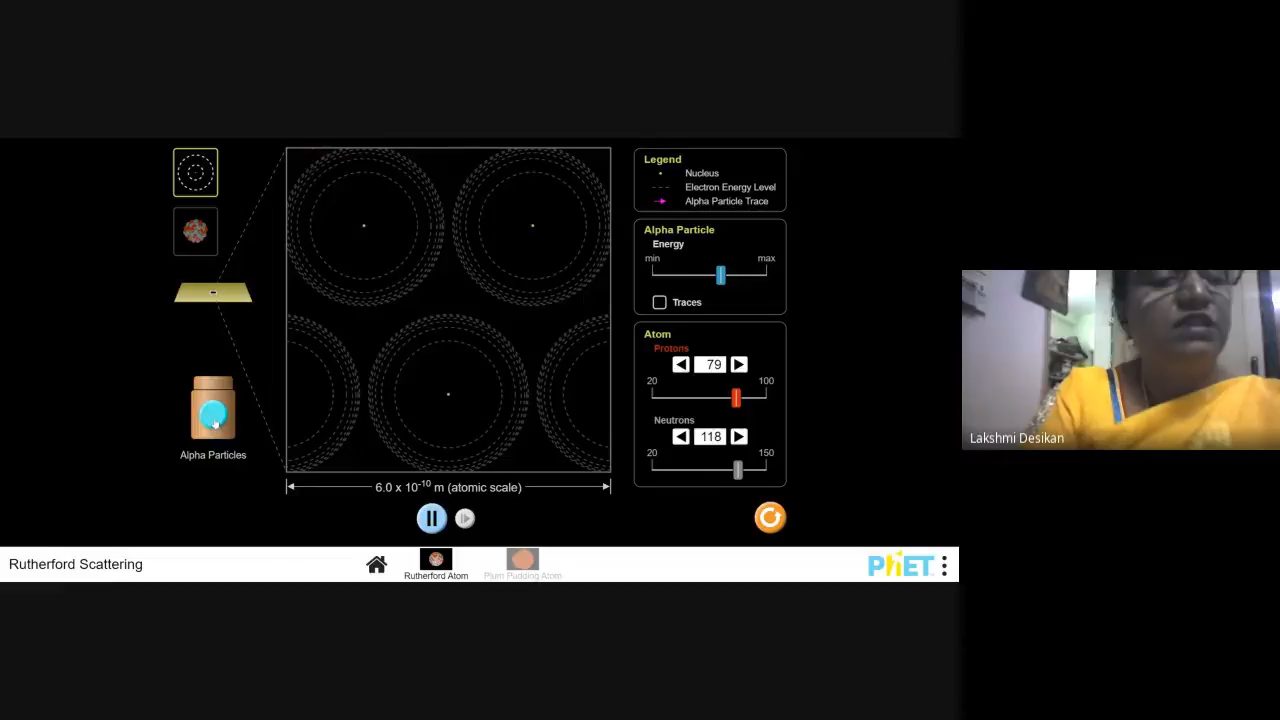 Legend
Nucleus
Electron Energy Level
Alpha Particle Trace
Alpha Particle
Energy
min max
Traces
Atom
Protons
79
20 100
Neutrons
118
20 150
Alpha Particles
6.0 x 10⁻¹⁰ m (atomic scale)
Rutherford Scattering
Rutherford Atom
Plum Pudding Atom
PhET
Lakshmi Desikan